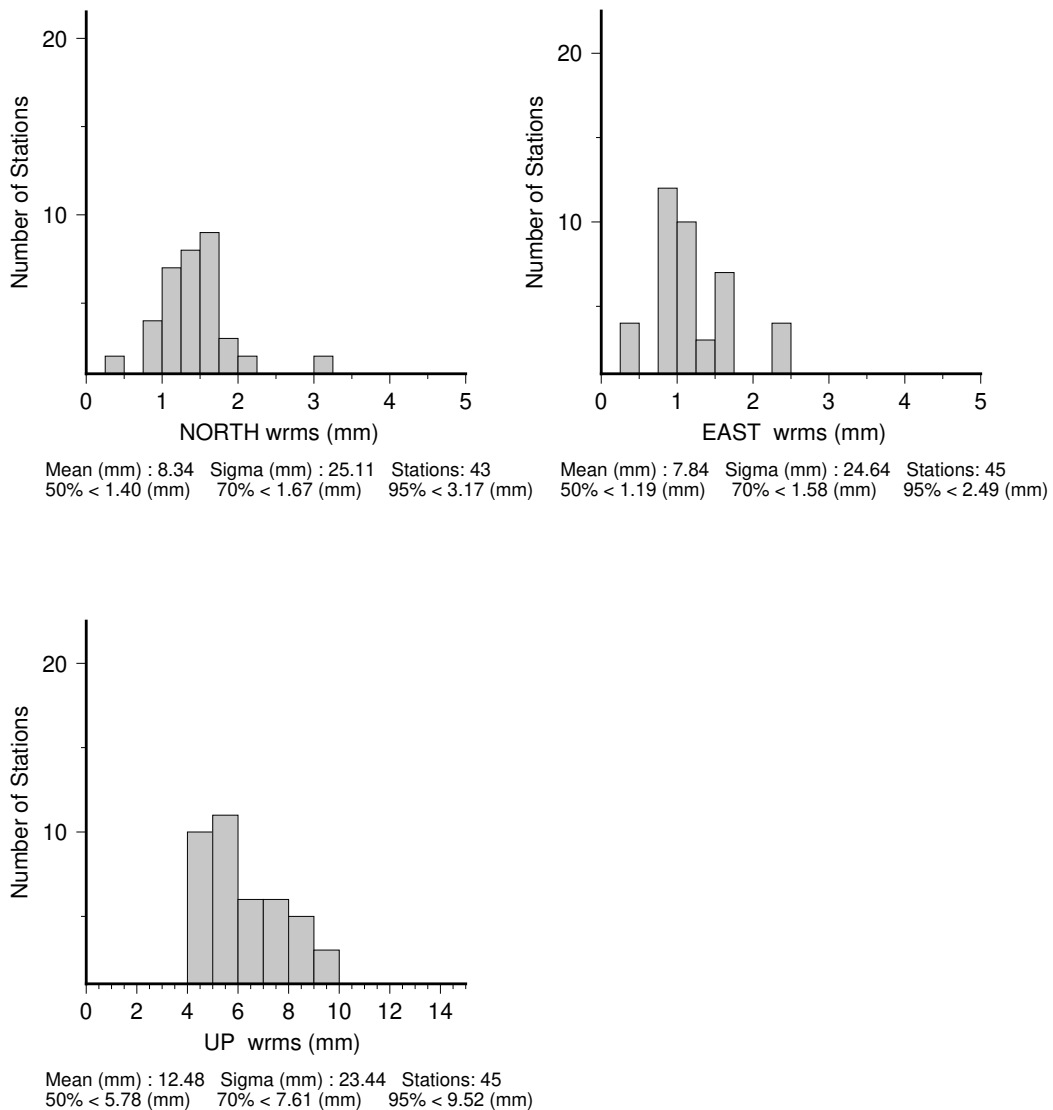 20
10
Number of Stations
0 1 2 3 4 5
NORTH wrms (mm)
Mean (mm) : 8.34 Sigma (mm) : 25.11 Stations: 43
50% < 1.40 (mm) 70% < 1.67 (mm) 95% < 3.17 (mm)
20
10
Number of Stations
0 1 2 3 4 5
EAST wrms (mm)
Mean (mm) : 7.84 Sigma (mm) : 24.64 Stations: 45
50% < 1.19 (mm) 70% < 1.58 (mm) 95% < 2.49 (mm)
20
10
Number of Stations
0 2 4 6 8 10 12 14
UP wrms (mm)
Mean (mm) : 12.48 Sigma (mm) : 23.44 Stations: 45
50% < 5.78 (mm) 70% < 7.61 (mm) 95% < 9.52 (mm)